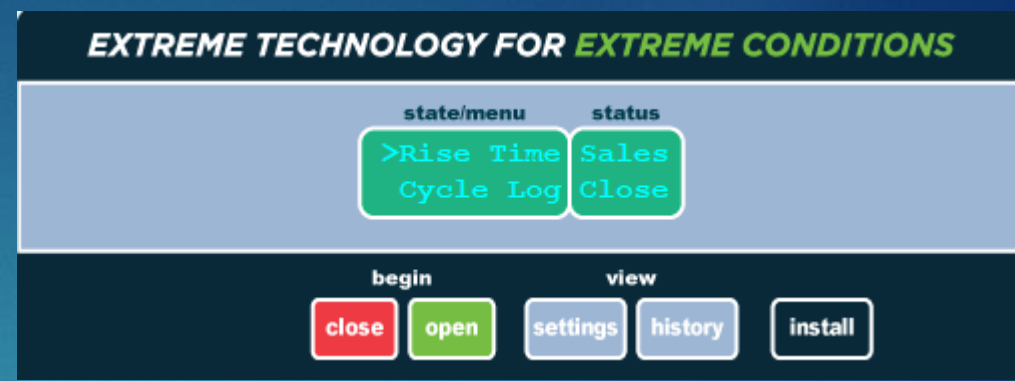 EXTREME TECHNOLOGY FOR EXTREME CONDITIONS
state/menu status
>Rise Time Sales
Cycle Log Close
begin view
close open settings history install